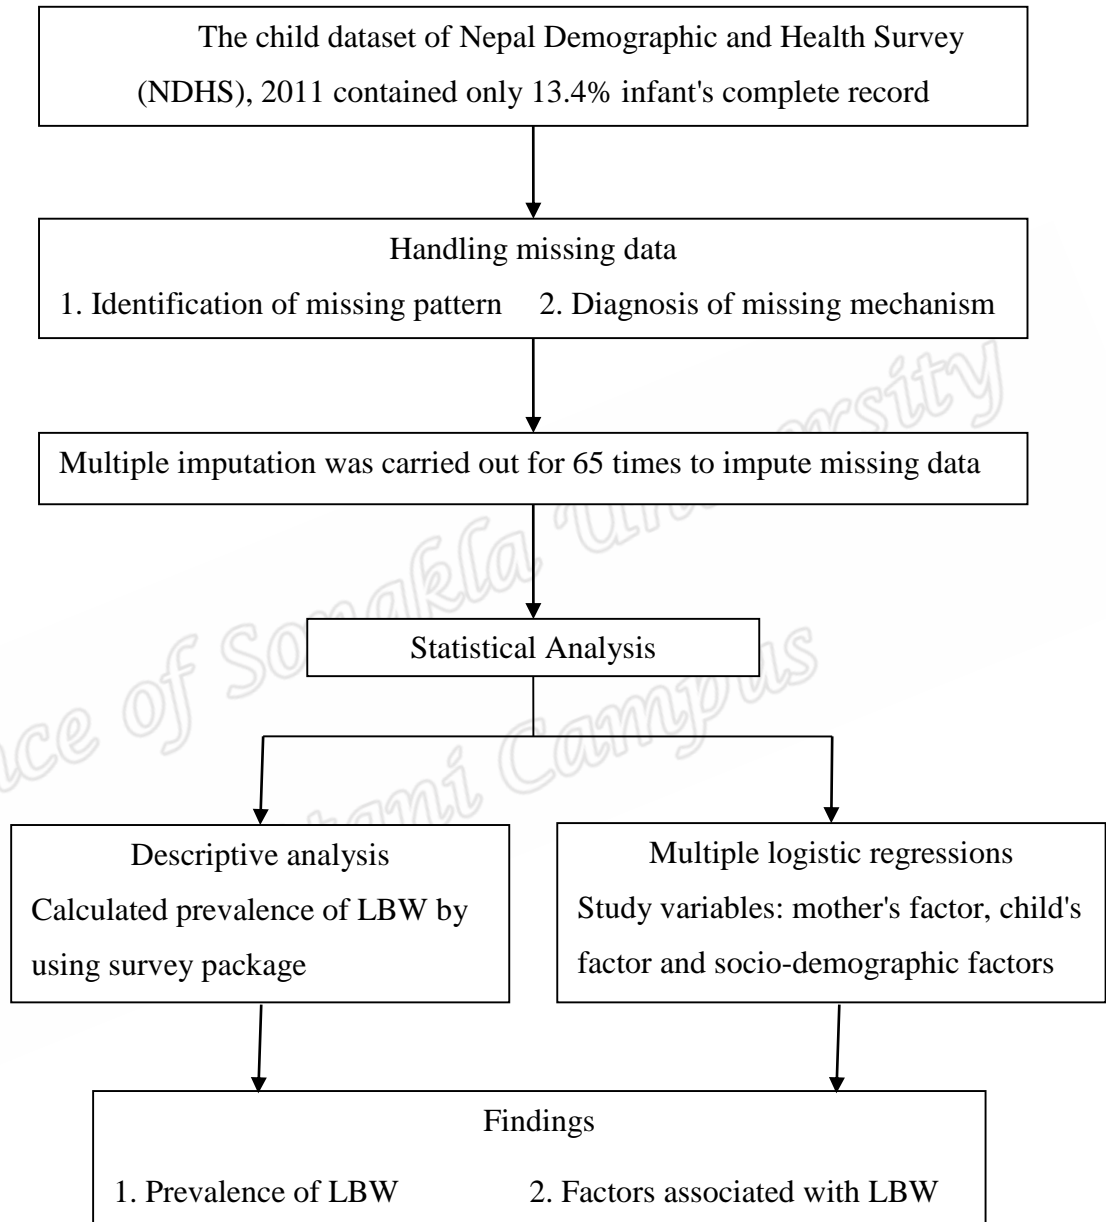 The child dataset of Nepal Demographic and Health Survey
(NDHS), 2011 contained only 13.4% infant's complete record
Handling missing data
1. Identification of missing pattern 2. Diagnosis of missing mechanism
Multiple imputation was carried out for 65 times to impute missing data
Statistical Analysis
Descriptive analysis
Calculated prevalence of LBW by
using survey package
Multiple logistic regressions
Study variables: mother's factor, child's
factor and socio-demographic factors
Findings
1. Prevalence of LBW 2. Factors associated with LBW
of Songkla University
Campus